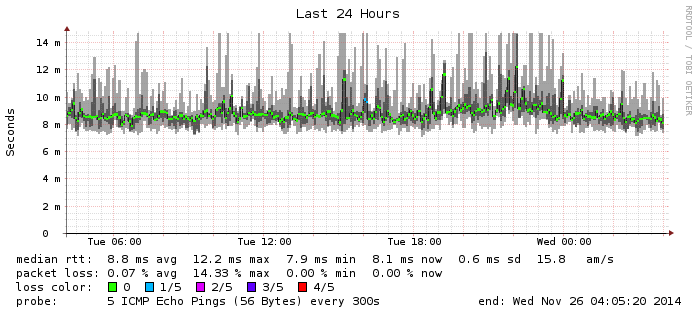 Last 24 Hours
RRDTOOL / TOBI OETIKER
Seconds
14 m
12 m
10 m
8 m
6 m
4 m
2 m
0
Tue 06:00 Tue 12:00 Tue 18:00 Wed 00:00
median rtt: 8.8 ms avg 12.2 ms max 7.9 ms min 8.1 ms now 0.6 ms sd 15.8 am/s
packet loss: 0.07 % avg 14.33 % max 0.00 % min 0.00 % now
loss color: 0 1/5 2/5 3/5 4/5
probe: 5 ICMP Echo Pings (56 Bytes) every 300s end: Wed Nov 26 04:05:20 2014